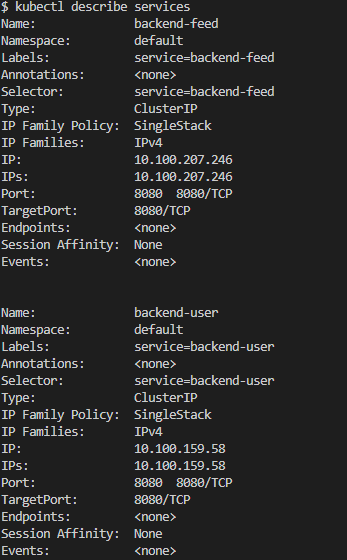 $ kubectl describe services
Name:              backend-feed
Namespace:         default
Labels:            service=backend-feed
Annotations:       <none>
Selector:          service=backend-feed
Type:              ClusterIP
IP Family Policy:  SingleStack
IP Families:       IPv4
IP:                10.100.207.246
IPs:               10.100.207.246
Port:              8080  8080/TCP
TargetPort:        8080/TCP
Endpoints:         <none>
Session Affinity:  None
Events:            <none>
Name:              backend-user
Namespace:         default
Labels:            service=backend-user
Annotations:       <none>
Selector:          service=backend-user
Type:              ClusterIP
IP Family Policy:  SingleStack
IP Families:       IPv4
IP:                10.100.159.58
IPs:               10.100.159.58
Port:              8080  8080/TCP
TargetPort:        8080/TCP
Endpoints:         <none>
Session Affinity:  None
Events:            <none>